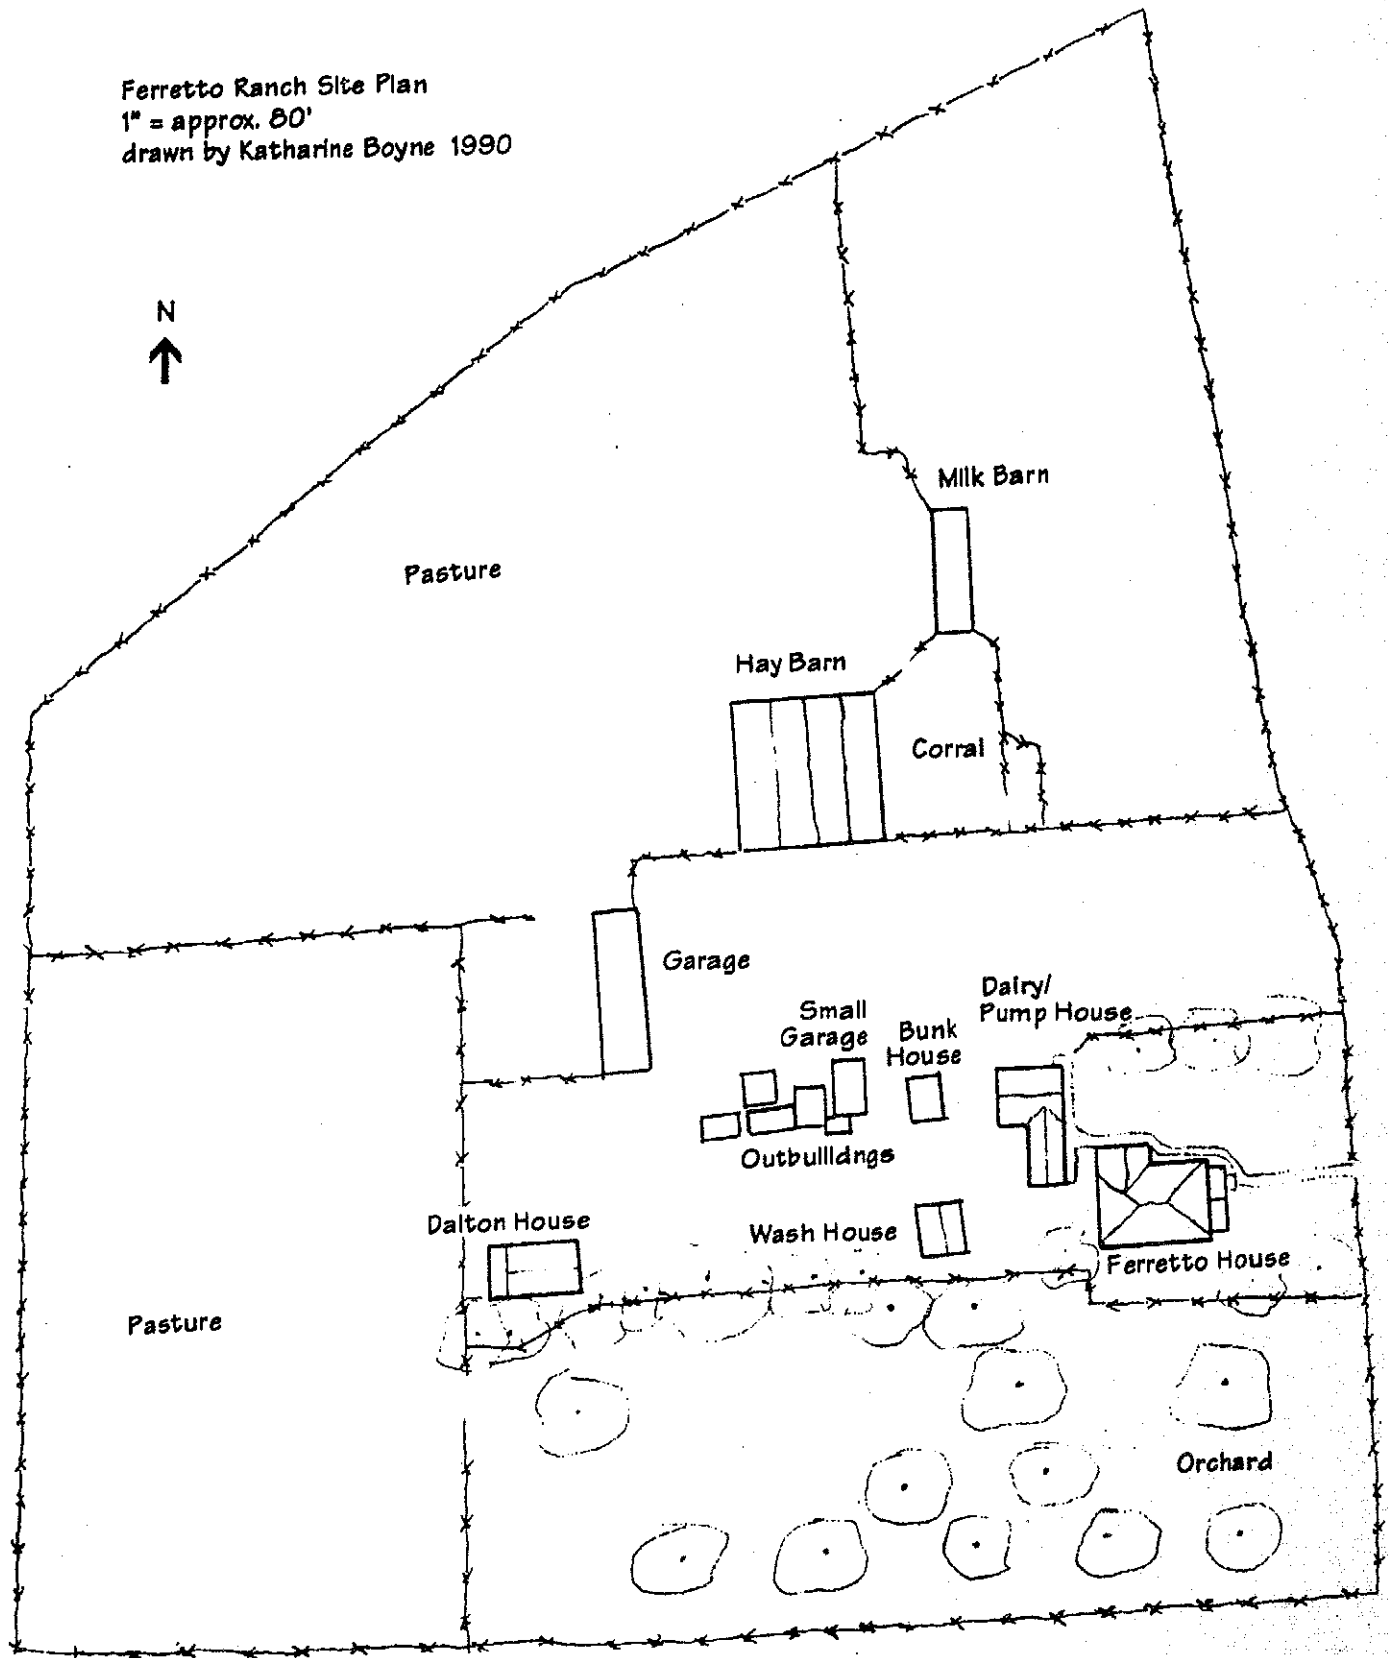 Ferretto Ranch Site Plan
1" = approx. 80'
drawn by Katharine Boyne 1990
N
Milk Barn
Pasture
Hay Barn
Corral
Garage
Small
Garage
Bunk
House
Dairy/
Pump House
Outbuilldngs
Dalton House
Wash House
Ferretto House
Pasture
Orchard